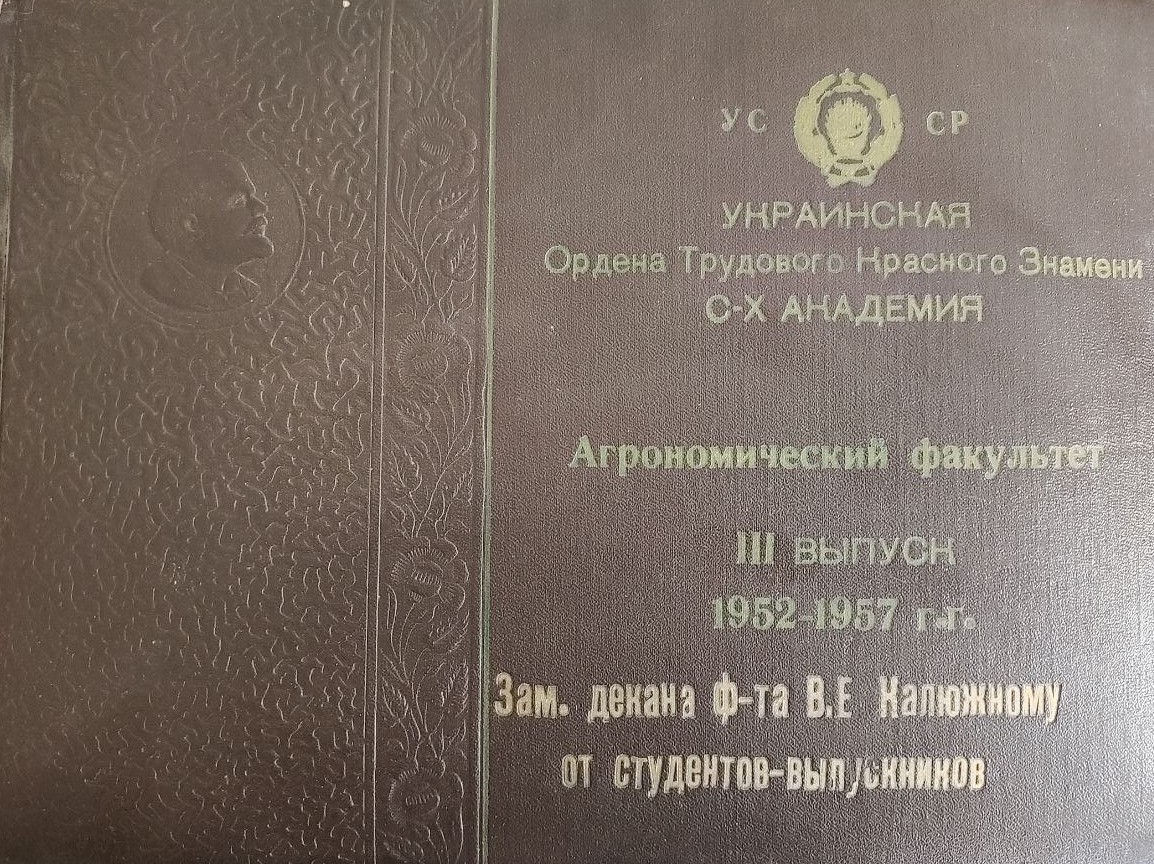 УС СР
УКРАИНСКАЯ
Ордена Трудового Красного Знамени
С-Х АКАДЕМИЯ
Агрономический факультет
III ВЫПУСК
1952-1957 г.г.
Зам. декана ф-та В.Е Калюжному
от студентов-выпускников